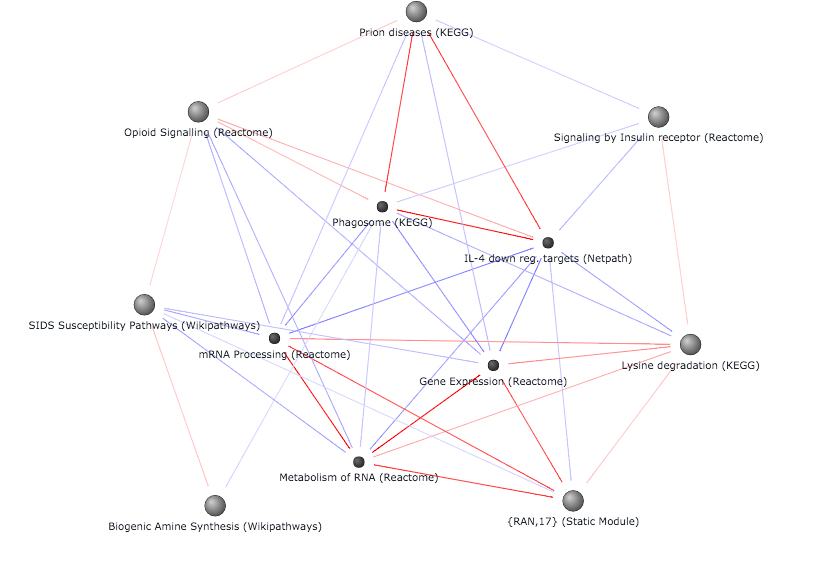 Prion diseases (KEGG)
Opioid Signalling (Reactome)
Signaling by Insulin receptor (Reactome)
Phagosome (KEGG)
IL-4 down reg. targets (Netpath)
SIDS Susceptibility Pathways (Wikipathways)
mRNA Processing (Reactome)
Lysine degradation (KEGG)
Gene Expression (Reactome)
Metabolism of RNA (Reactome)
Biogenic Amine Synthesis (Wikipathways)
{RAN,17} (Static Module)